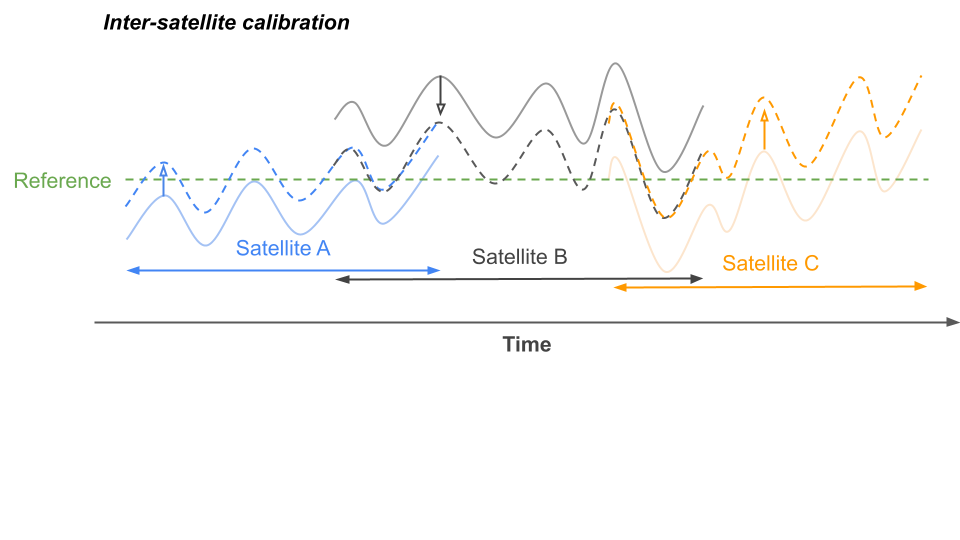 Inter-satellite calibration
Reference
Satellite A
Satellite B
Satellite C
Time